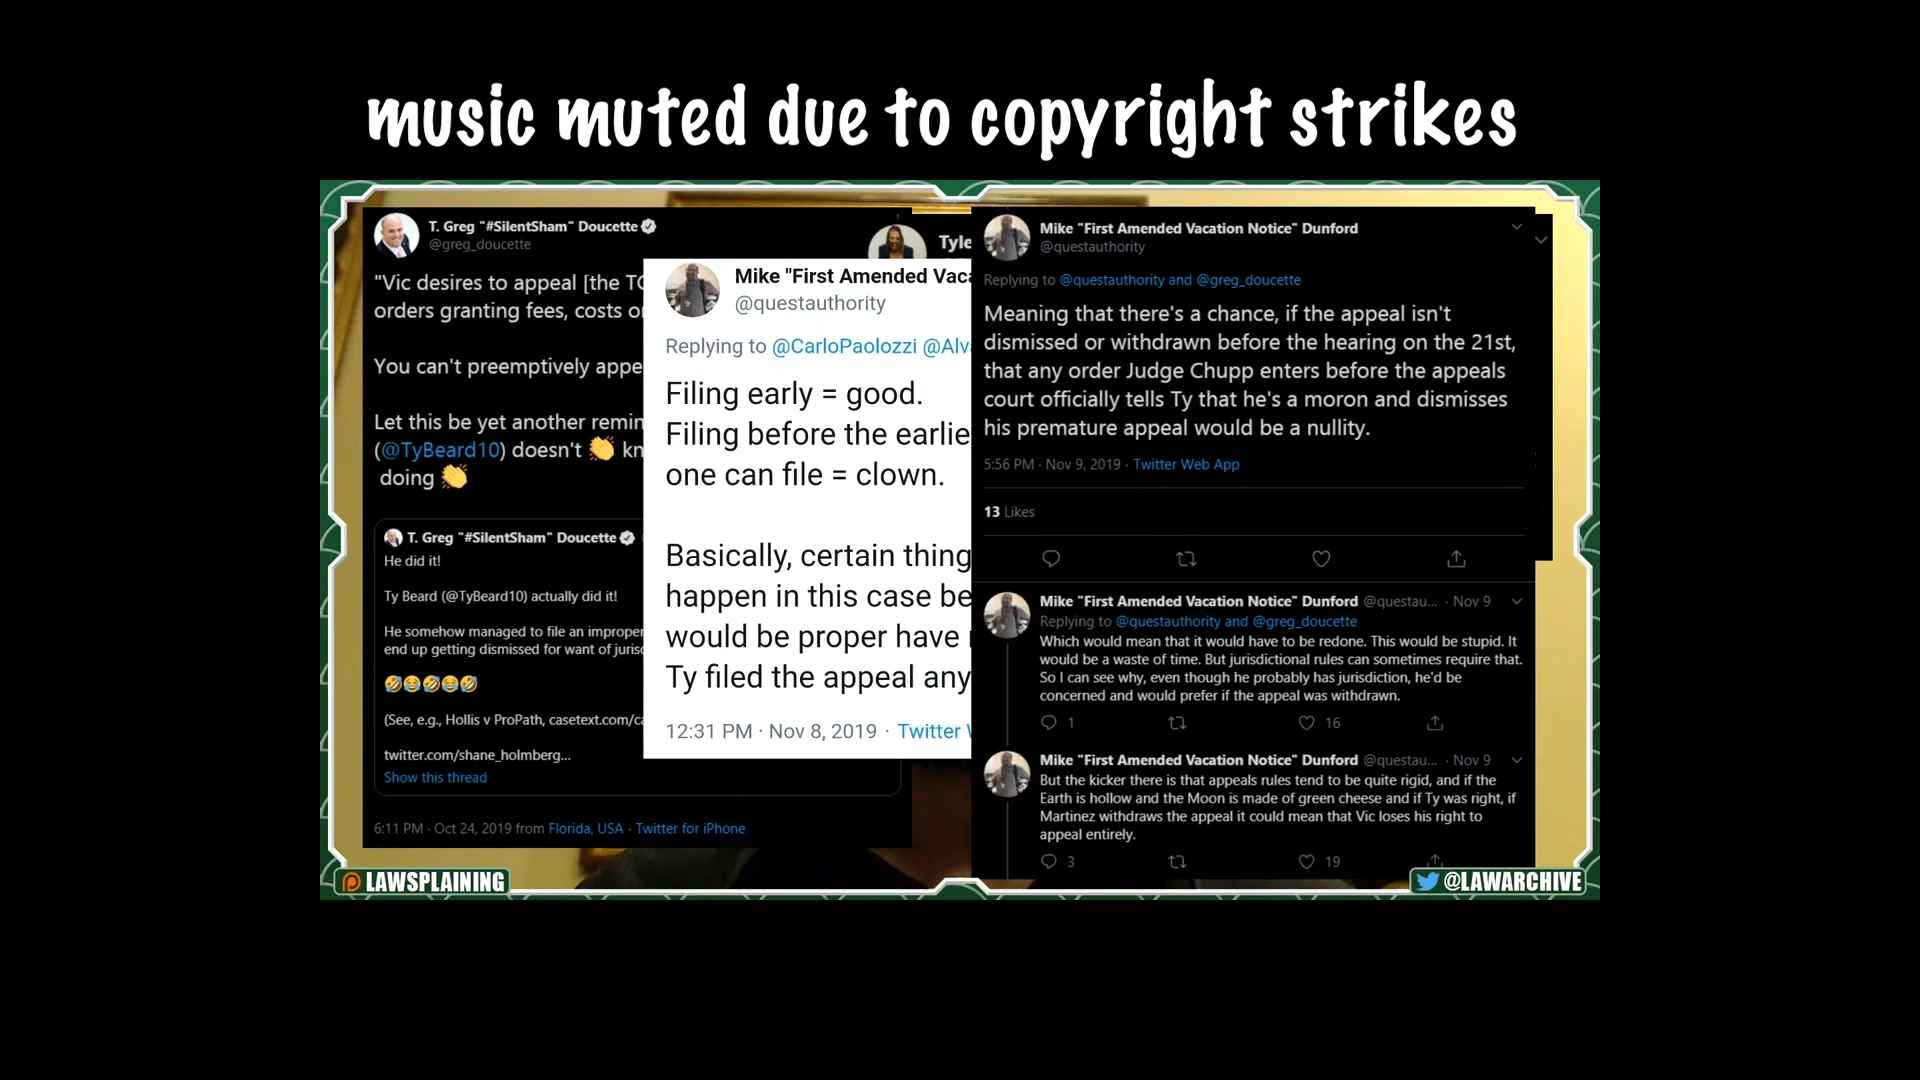 music muted due to copyright strikes
T. Greg "#SilentSham" Doucette
@greg_doucette
"Vic desires to appeal [the TC
orders granting fees, costs o
You can't preemptively appe
Let this be yet another remin
(@TyBeard10) doesn't 👏 kn
doing 👏
T. Greg "#SilentSham" Doucette
He did it!
Ty Beard (@TyBeard10) actually did it!
He somehow managed to file an improper
end up getting dismissed for want of juris
🤣😂🤣😂🤣
(See, e.g., Hollis v ProPath, casetext.com/ca
twitter.com/shane_holmberg...
Show this thread
6:11 PM · Oct 24, 2019 from Florida, USA · Twitter for iPhone
Tyle
Mike "First Amended Vaca
@questauthority
Replying to @CarloPaolozzi @Alv
Filing early = good.
Filing before the earlie
one can file = clown.
Basically, certain thing
happen in this case be
would be proper have
Ty filed the appeal any
12:31 PM · Nov 8, 2019 · Twitter
Mike "First Amended Vacation Notice" Dunford
@questauthority
Replying to @questauthority and @greg_doucette
Meaning that there's a chance, if the appeal isn't
dismissed or withdrawn before the hearing on the 21st,
that any order Judge Chupp enters before the appeals
court officially tells Ty that he's a moron and dismisses
his premature appeal would be a nullity.
5:56 PM · Nov 9, 2019 · Twitter Web App
13 Likes
Mike "First Amended Vacation Notice" Dunford @questau... · Nov 9
Replying to @questauthority and @greg_doucette
Which would mean that it would have to be redone. This would be stupid. It
would be a waste of time. But jurisdictional rules can sometimes require that.
So I can see why, even though he probably has jurisdiction, he'd be
concerned and would prefer if the appeal was withdrawn.
1 16
Mike "First Amended Vacation Notice" Dunford @questau... · Nov 9
But the kicker there is that appeals rules tend to be quite rigid, and if the
Earth is hollow and the Moon is made of green cheese and if Ty was right, if
Martinez withdraws the appeal it could mean that Vic loses his right to
appeal entirely.
3 19
LAWSPLAINING
@LAWARCHIVE